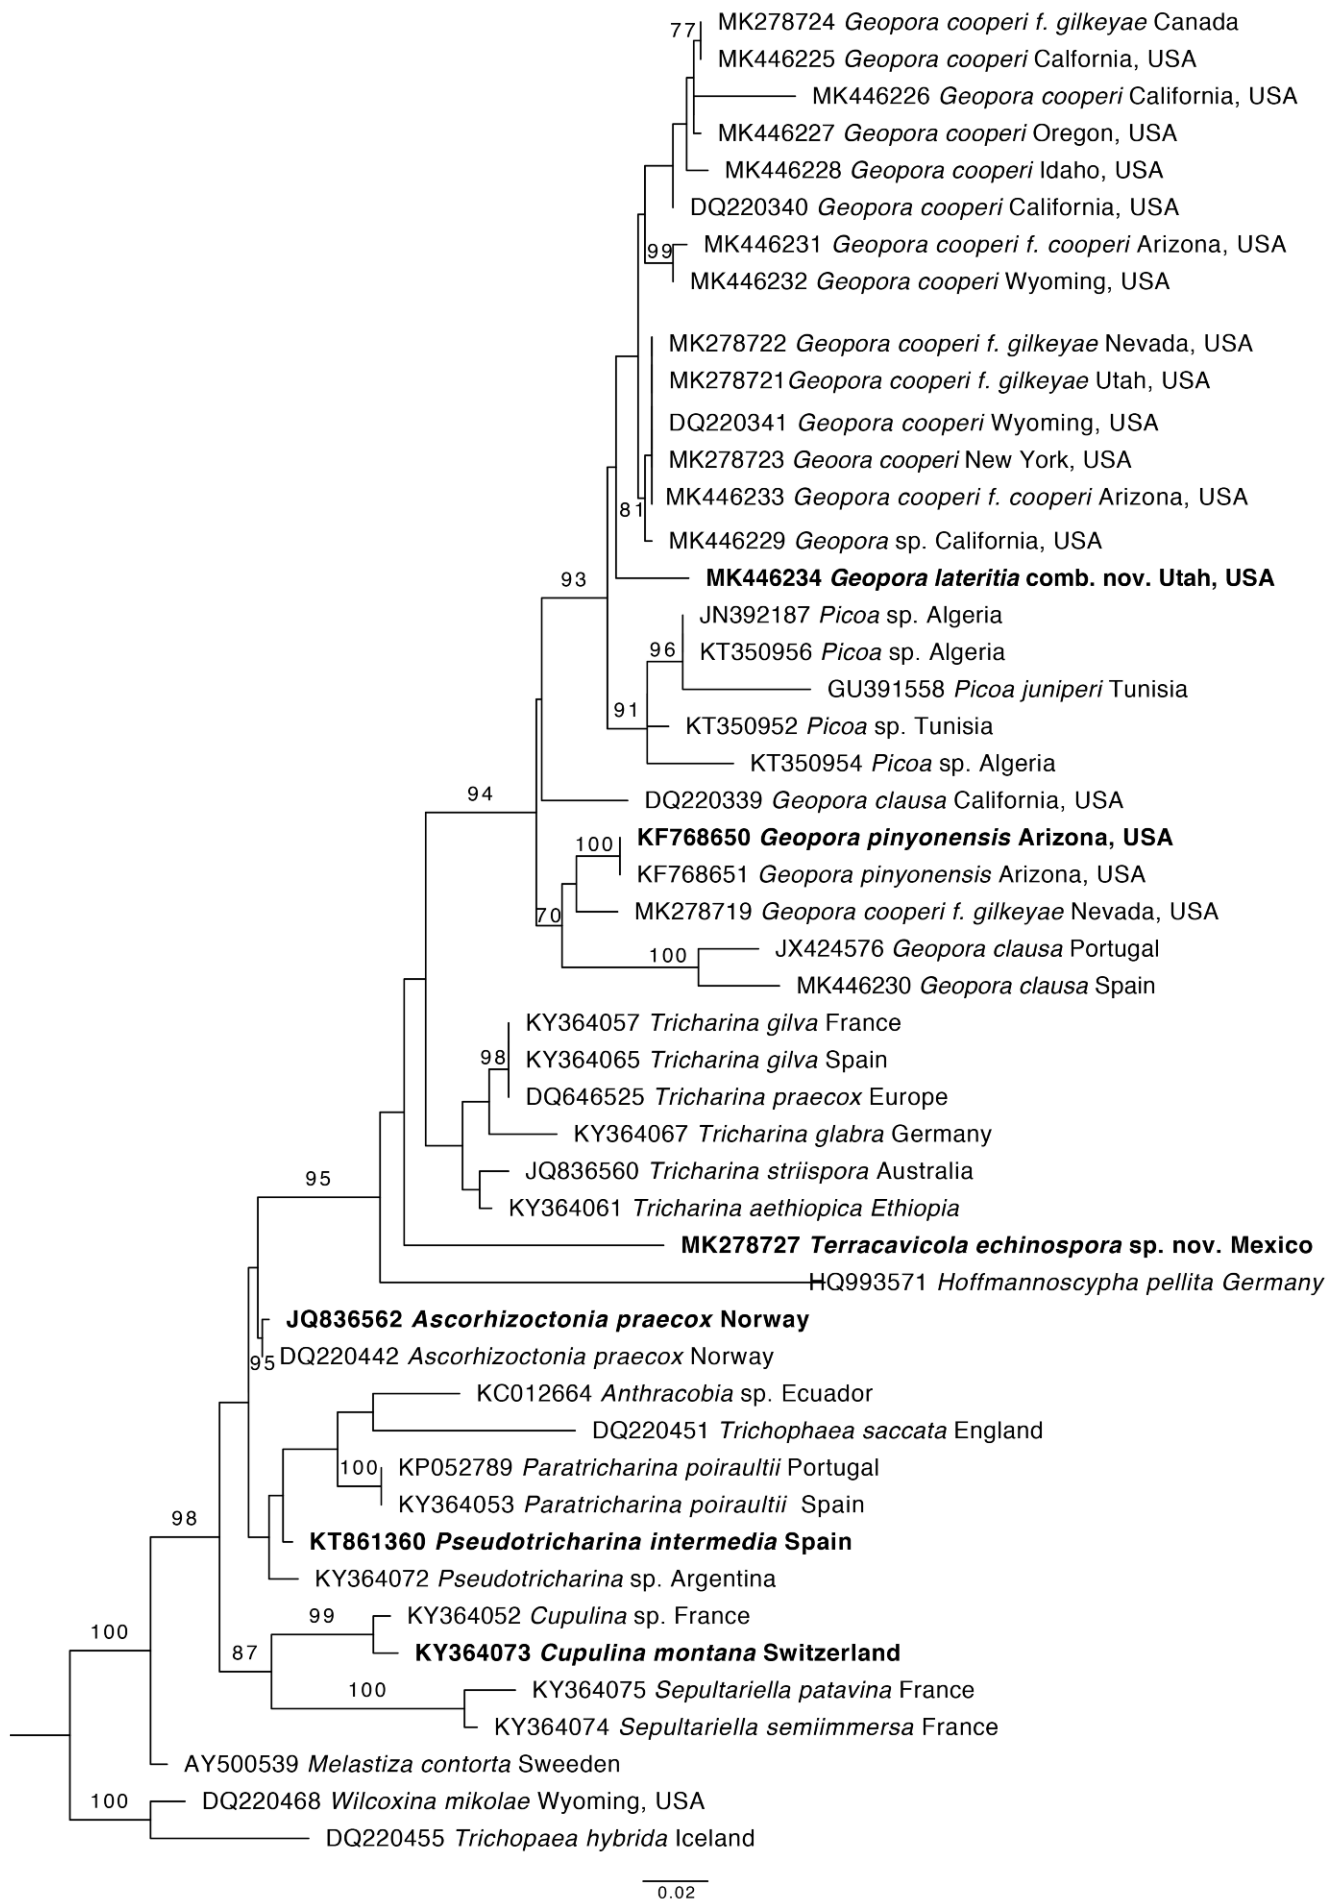 77
MK278724 Geopora cooperi f. gilkeyae Canada
MK446225 Geopora cooperi Calfornia, USA
MK446226 Geopora cooperi California, USA
MK446227 Geopora cooperi Oregon, USA
MK446228 Geopora cooperi Idaho, USA
DQ220340 Geopora cooperi California, USA
99
MK446231 Geopora cooperi f. cooperi Arizona, USA
MK446232 Geopora cooperi Wyoming, USA
MK278722 Geopora cooperi f. gilkeyae Nevada, USA
MK278721Geopora cooperi f. gilkeyae Utah, USA
DQ220341 Geopora cooperi Wyoming, USA
MK278723 Geoora cooperi New York, USA
MK446233 Geopora cooperi f. cooperi Arizona, USA
81
MK446229 Geopora sp. California, USA
93
MK446234 Geopora lateritia comb. nov. Utah, USA
JN392187 Picoa sp. Algeria
96
KT350956 Picoa sp. Algeria
GU391558 Picoa juniperi Tunisia
91
KT350952 Picoa sp. Tunisia
KT350954 Picoa sp. Algeria
94
DQ220339 Geopora clausa California, USA
100
KF768650 Geopora pinyonensis Arizona, USA
KF768651 Geopora pinyonensis Arizona, USA
70
MK278719 Geopora cooperi f. gilkeyae Nevada, USA
100
JX424576 Geopora clausa Portugal
MK446230 Geopora clausa Spain
KY364057 Tricharina gilva France
98
KY364065 Tricharina gilva Spain
DQ646525 Tricharina praecox Europe
KY364067 Tricharina glabra Germany
95
JQ836560 Tricharina striispora Australia
KY364061 Tricharina aethiopica Ethiopia
MK278727 Terracavicola echinospora sp. nov. Mexico
HQ993571 Hoffmannoscypha pellita Germany
JQ836562 Ascorhizoctonia praecox Norway
95
DQ220442 Ascorhizoctonia praecox Norway
KC012664 Anthracobia sp. Ecuador
DQ220451 Trichophaea saccata England
100
KP052789 Paratricharina poiraultii Portugal
KY364053 Paratricharina poiraultii Spain
98
KT861360 Pseudotricharina intermedia Spain
KY364072 Pseudotricharina sp. Argentina
99
KY364052 Cupulina sp. France
100
87
KY364073 Cupulina montana Switzerland
100
KY364075 Sepultariella patavina France
KY364074 Sepultariella semiimmersa France
AY500539 Melastiza contorta Sweeden
100
DQ220468 Wilcoxina mikolae Wyoming, USA
DQ220455 Trichopaea hybrida Iceland
0.02